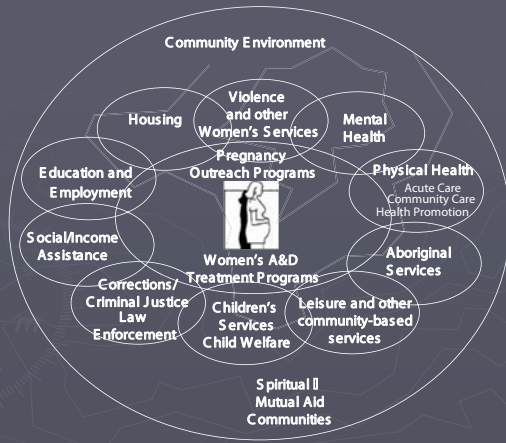 Community Environment
Violence
and other
Women's Services
Housing
Mental
Health
Pregnancy
Outreach Programs
Education and
Employment
Physical Health
Acute Care
Community Care
Health Promotion
Social/Income
Assistance
Women's A&D
Treatment Programs
Aboriginal
Services
Corrections/
Criminal Justice
Law
Enforcement
Children's
Services
Child Welfare
Leisure and other
community-based
services
Spiritual
Mutual Aid
Communities